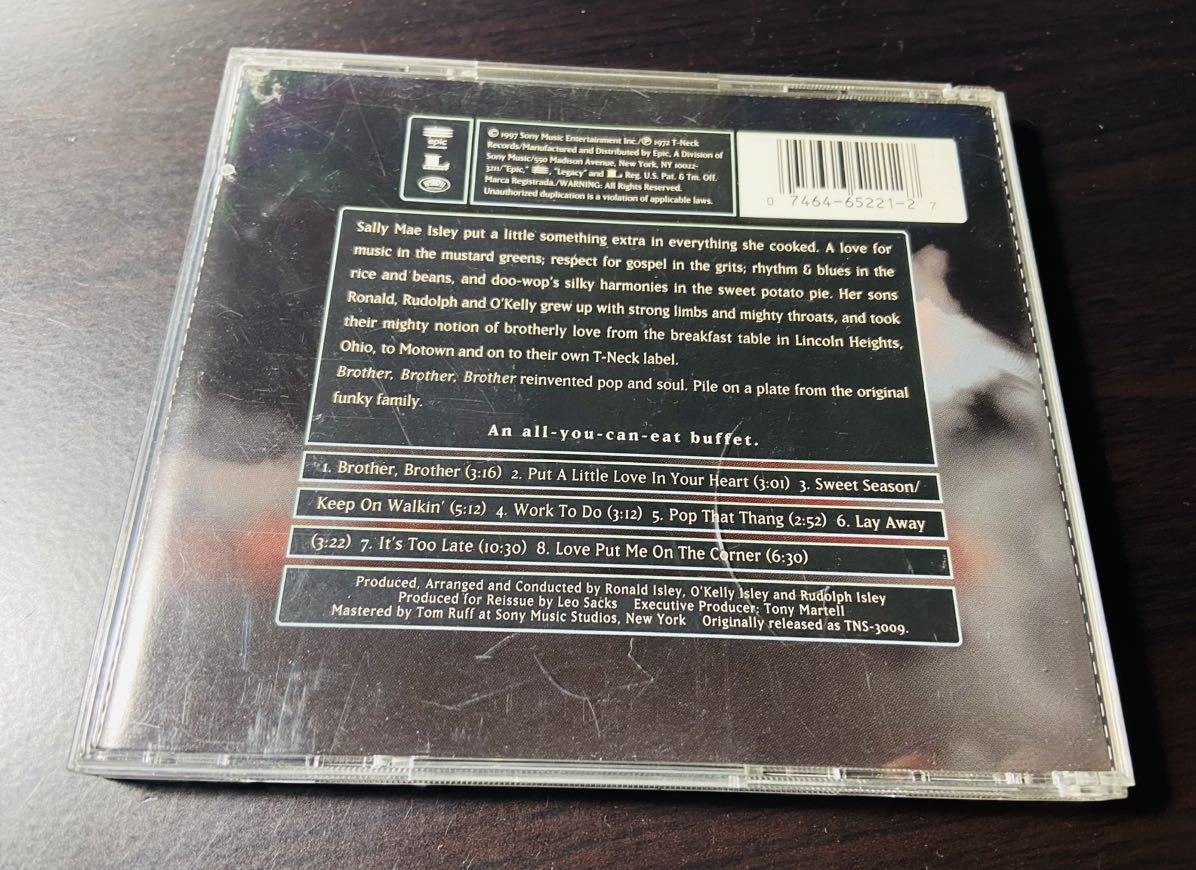 epic
© 1997 Sony Music Entertainment Inc./℗ 1972 T-Neck
Records/Manufactured and Distributed by Epic, A Division of
Sony Music/550 Madison Avenue, New York, NY 10022-
3211/"Epic," "Legacy" and L Reg. U.S. Pat. & Tm. Off.
Marca Registrada./WARNING: All Rights Reserved.
Unauthorized duplication is a violation of applicable laws.
0 7464-65221-2 7
Sally Mae Isley put a little something extra in everything she cooked. A love for
music in the mustard greens; respect for gospel in the grits; rhythm & blues in the
rice and beans, and doo-wop's silky harmonies in the sweet potato pie. Her sons
Ronald, Rudolph and O'Kelly grew up with strong limbs and mighty throats, and took
their mighty notion of brotherly love from the breakfast table in Lincoln Heights,
Ohio, to Motown and on to their own T-Neck label.
Brother, Brother, Brother reinvented pop and soul. Pile on a plate from the original
funky family.
An all-you-can-eat buffet.
1. Brother, Brother (3:16) 2. Put A Little Love In Your Heart (3:01) 3. Sweet Season/
Keep On Walkin' (5:12) 4. Work To Do (3:12) 5. Pop That Thang (2:52) 6. Lay Away
(3:22) 7. It's Too Late (10:30) 8. Love Put Me On The Corner (6:30)
Produced, Arranged and Conducted by Ronald Isley, O'Kelly Isley and Rudolph Isley
Produced for Reissue by Leo Sacks Executive Producer: Tony Martell
Mastered by Tom Ruff at Sony Music Studios, New York Originally released as TNS-3009.